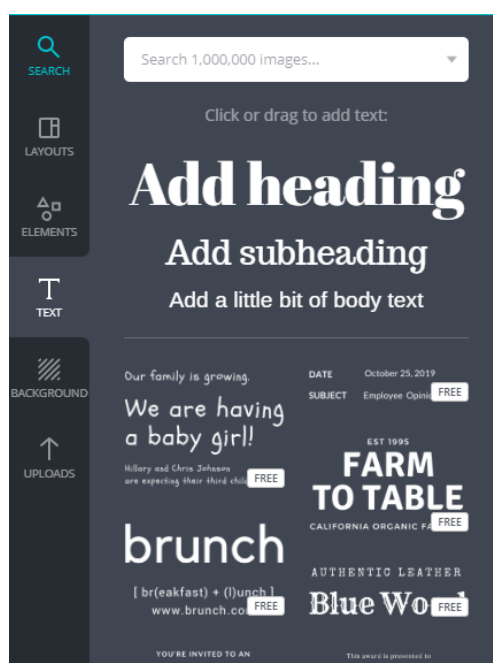 SEARCH
LAYOUTS
ELEMENTS
TEXT
BACKGROUND
UPLOADS
Search 1,000,000 images...
Click or drag to add text:
Add heading
Add subheading
Add a little bit of body text
Our family is growing.
We are having
a baby girl!
Hillary and Chris Johnson
are expecting their third
FREE
DATE October 25, 2019
SUBJECT Employee
FREE
EST 1995
FARM
TO TABLE
CALIFORNIA ORGANIC
FREE
brunch
[ br(eakfast) + (l)unch ]
www.brunch.co
FREE
AUTHENTIC LEATHER
Blue
FREE
YOU'RE INVITED TO AN
This award is presented to